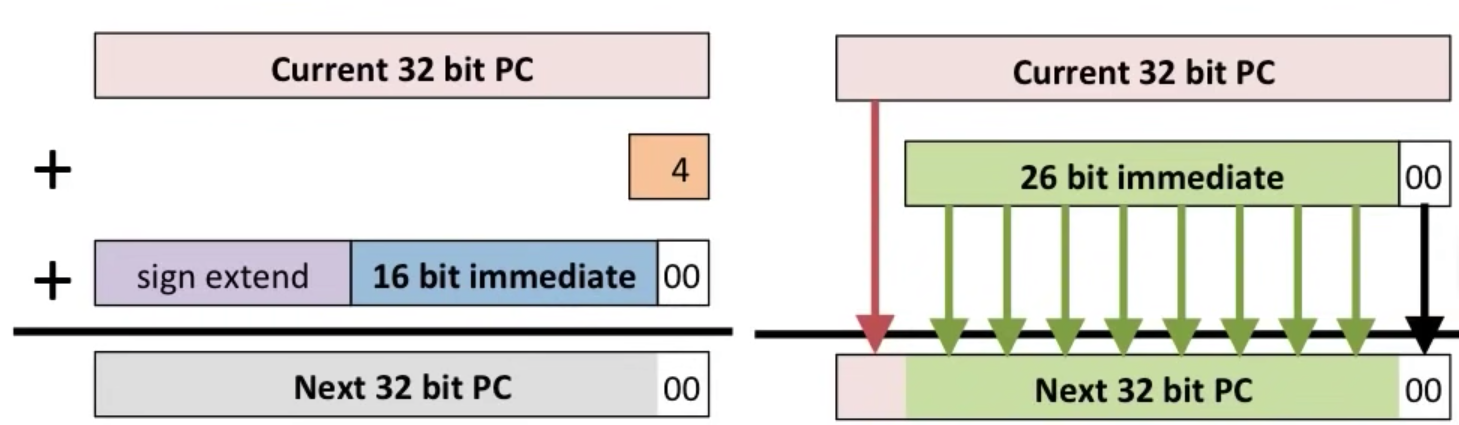 Current 32 bit PC
+ 4
+ sign extend 16 bit immediate 00
Next 32 bit PC 00
Current 32 bit PC
26 bit immediate 00
Next 32 bit PC 00